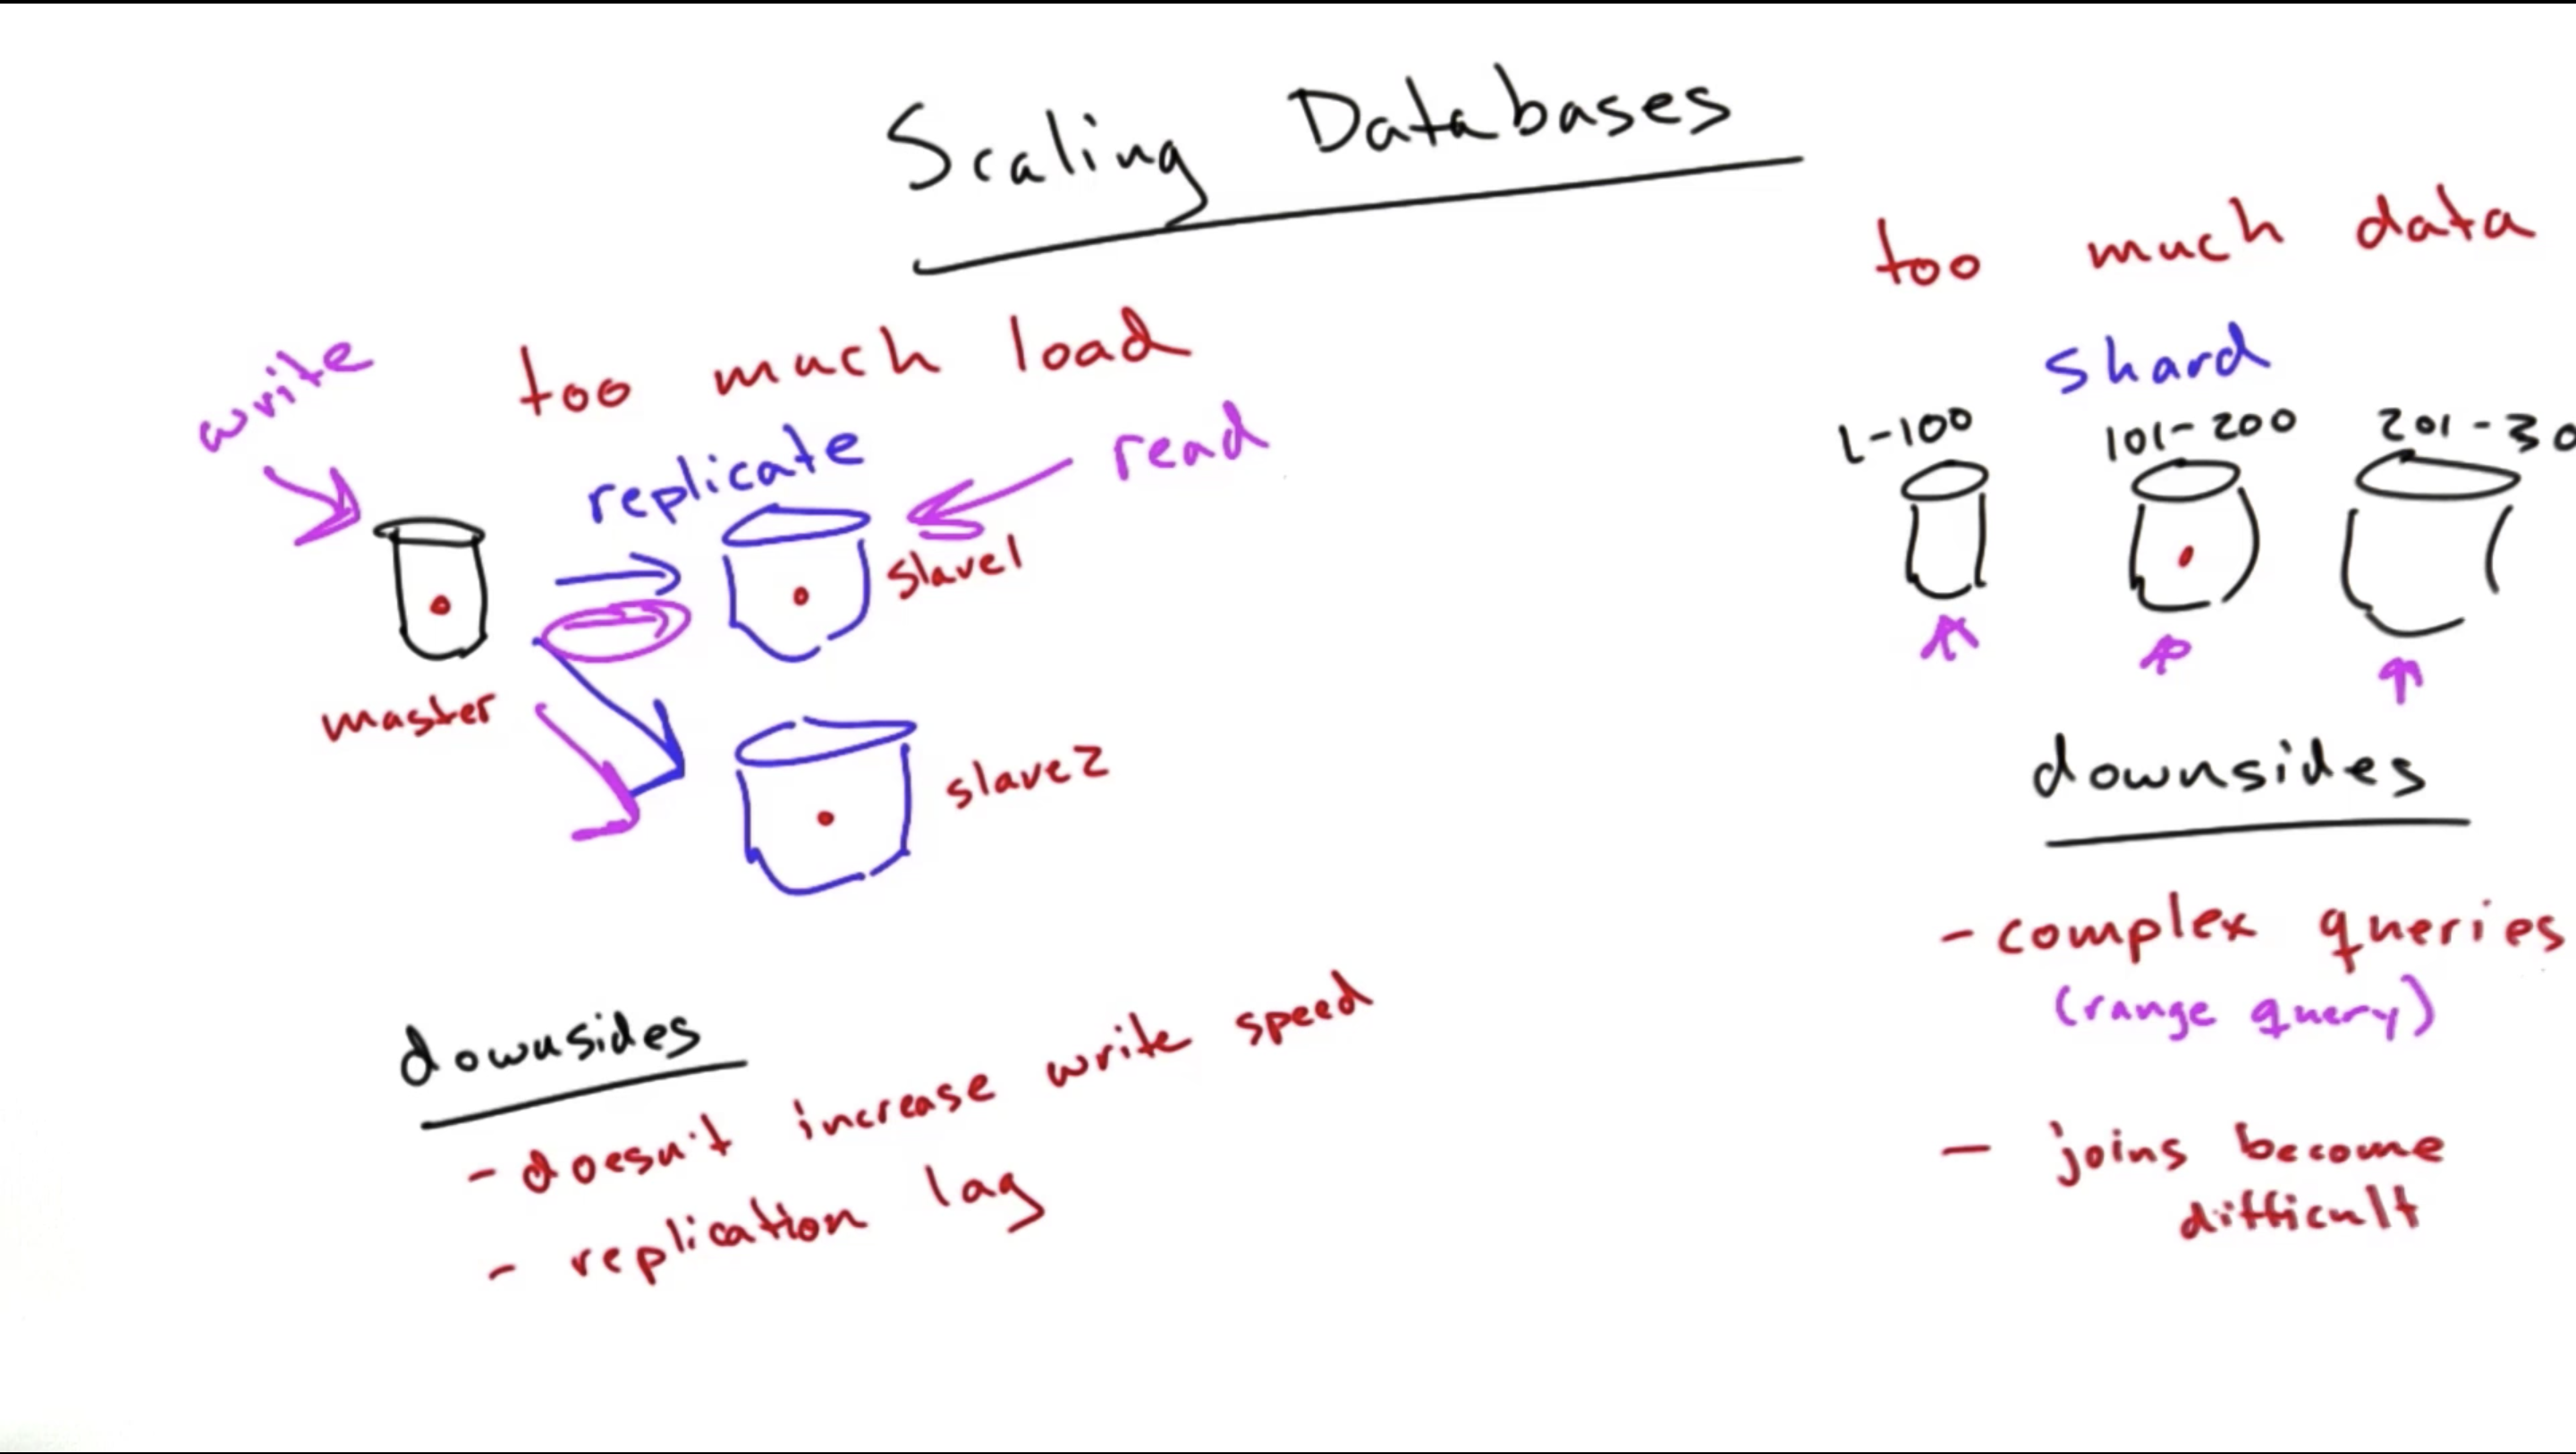 Scaling Databases
too much load
write
replicate
read
master
slave1
slave2
downsides
- doesn't increase write speed
- replication lag
too much data
shard
1-100
101-200
201-30
downsides
- complex queries
(range query)
- joins become
difficult